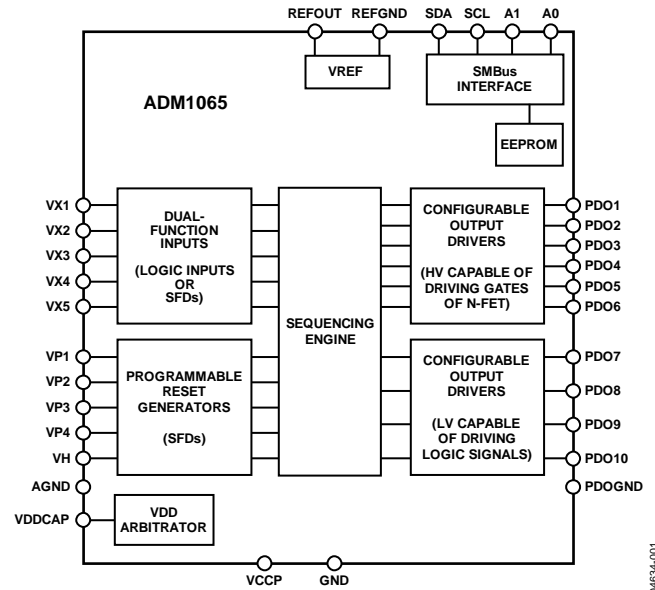 REFOUT REFGND SDA SCL A1 A0
VREF
SMBus
INTERFACE
ADM1065
EEPROM
VX1
VX2
VX3
VX4
VX5
DUAL-
FUNCTION
INPUTS
(LOGIC INPUTS
OR
SFDs)
SEQUENCING
ENGINE
CONFIGURABLE
OUTPUT
DRIVERS
(HV CAPABLE OF
DRIVING GATES
OF N-FET)
PDO1
PDO2
PDO3
PDO4
PDO5
PDO6
VP1
VP2
VP3
VP4
VH
PROGRAMMABLE
RESET
GENERATORS
(SFDs)
CONFIGURABLE
OUTPUT
DRIVERS
(LV CAPABLE
OF DRIVING
LOGIC SIGNALS)
PDO7
PDO8
PDO9
PDO10
AGND
PDOGND
VDDCAP
VDD
ARBITRATOR
VCCP GND
04634-001